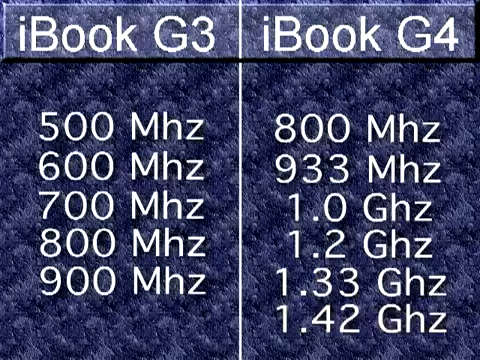 iBook G3
500 Mhz
600 Mhz
700 Mhz
800 Mhz
900 Mhz
iBook G4
800 Mhz
933 Mhz
1.0 Ghz
1.2 Ghz
1.33 Ghz
1.42 Ghz